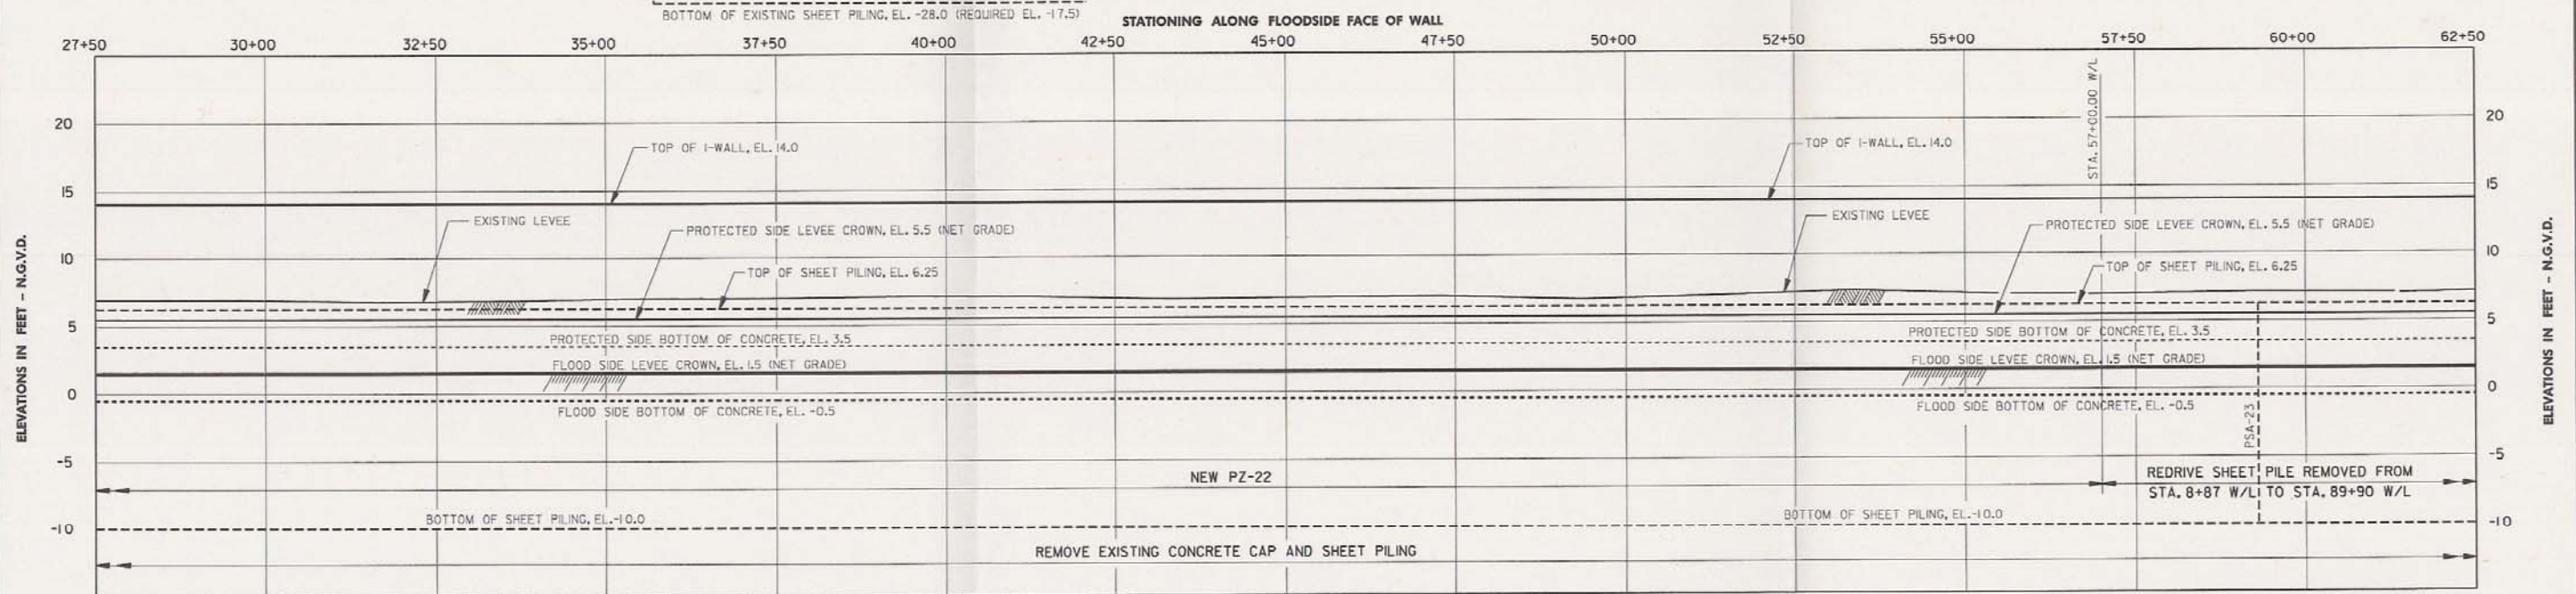 BOTTOM OF EXISTING SHEET PILING, EL. -28.0 (REQUIRED EL. -17.5)
STATIONING ALONG FLOODSIDE FACE OF WALL
27+50 30+00 32+50 35+00 37+50 40+00 42+50 45+00 47+50 50+00 52+50 55+00 57+50 60+00 62+50
STA. 57+00.00 W/L
20 20
TOP OF I-WALL, EL. 14.0 TOP OF I-WALL, EL. 14.0
15 15
EXISTING LEVEE EXISTING LEVEE
PROTECTED SIDE LEVEE CROWN, EL. 5.5 (NET GRADE) PROTECTED SIDE LEVEE CROWN, EL. 5.5 (NET GRADE)
10 10
TOP OF SHEET PILING, EL. 6.25 TOP OF SHEET PILING, EL. 6.25
ELEVATIONS IN FEET - N.G.V.D. ELEVATIONS IN FEET - N.G.V.D.
5 5
PROTECTED SIDE BOTTOM OF CONCRETE, EL. 3.5 PROTECTED SIDE BOTTOM OF CONCRETE, EL. 3.5
FLOOD SIDE LEVEE CROWN, EL. 1.5 (NET GRADE) FLOOD SIDE LEVEE CROWN, EL. 1.5 (NET GRADE)
0 0
FLOOD SIDE BOTTOM OF CONCRETE, EL. -0.5 FLOOD SIDE BOTTOM OF CONCRETE, EL. -0.5
PSA-23
-5 -5
NEW PZ-22 REDRIVE SHEET PILE REMOVED FROM
STA. 8+87 W/L TO STA. 89+90 W/L
BOTTOM OF SHEET PILING, EL.-10.0 BOTTOM OF SHEET PILING, EL.-10.0
-10 -10
REMOVE EXISTING CONCRETE CAP AND SHEET PILING